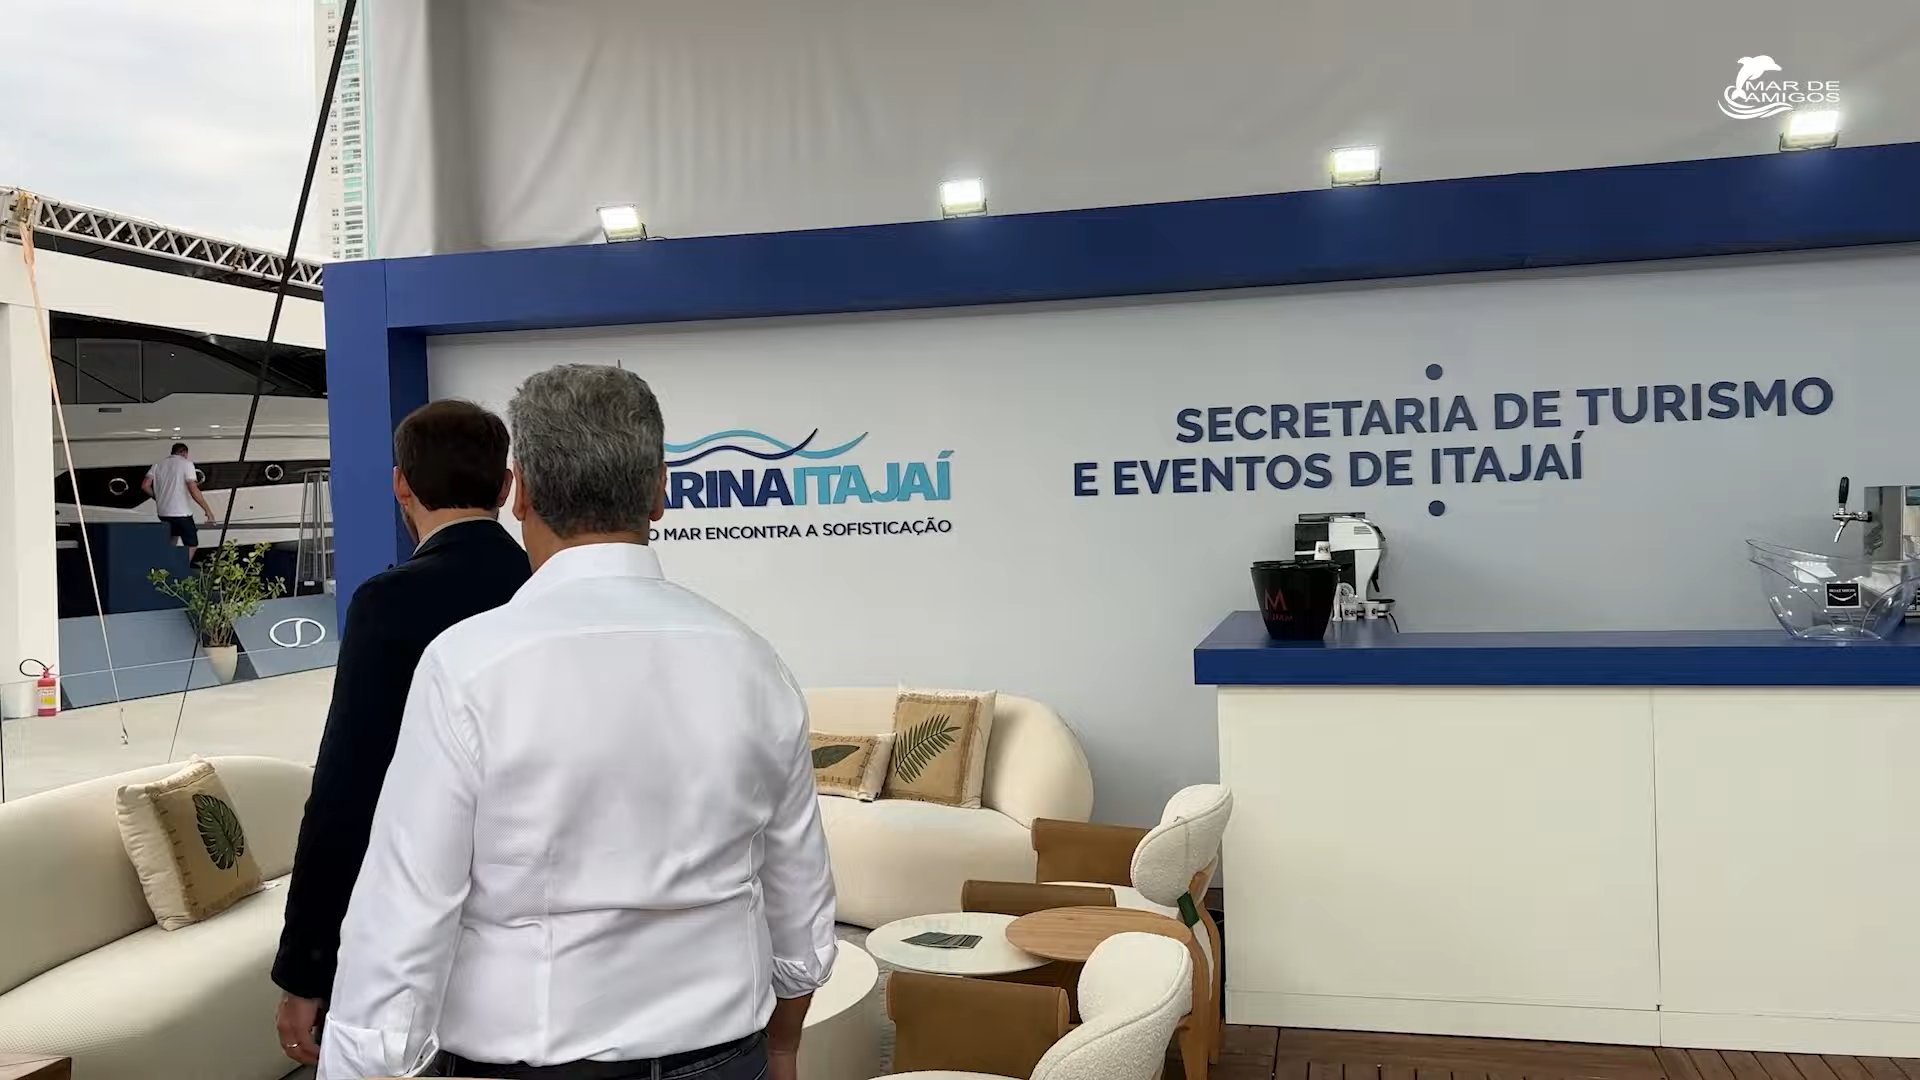 MAR DE
AMIGOS
SECRETARIA DE TURISMO
E EVENTOS DE ITAJAÍ
ARINAITAJAÍ
O MAR ENCONTRA A SOFISTICAÇÃO
M